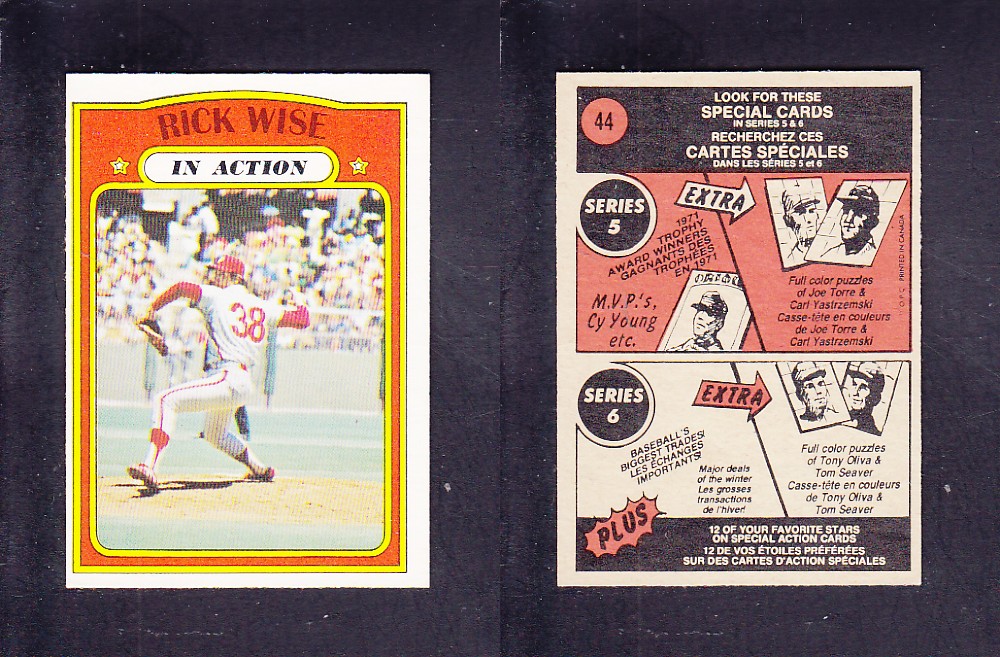 RICK WISE
IN ACTION
38
44
LOOK FOR THESE
SPECIAL CARDS
IN SERIES 5 & 6
RECHERCHEZ CES
CARTES SPÉCIALES
DANS LES SÉRIES 5 et 6
SERIES
5
EXTRA
1971
TROPHY
AWARD WINNERS
GAGNANTS DES
TROPHÉES
EN 1971
M.V.P.'s,
Cy Young
etc.
Full color puzzles
of Joe Torre &
Carl Yastrzemski
Casse-tête en couleurs
de Joe Torre &
Carl Yastrzemski
PRINTED IN CANADA
SERIES
6
EXTRA
BASEBALL'S
BIGGEST TRADES!
LES ÉCHANGES
IMPORTANTS!
Major deals
of the winter
Les grosses
transactions
de l'hiver!
Full color puzzles
of Tony Oliva &
Tom Seaver
Casse-tête en couleurs
de Tony Oliva &
Tom Seaver
PLUS
12 OF YOUR FAVORITE STARS
ON SPECIAL ACTION CARDS
12 DE VOS ÉTOILES PRÉFÉRÉES
SUR DES CARTES D'ACTION SPÉCIALES